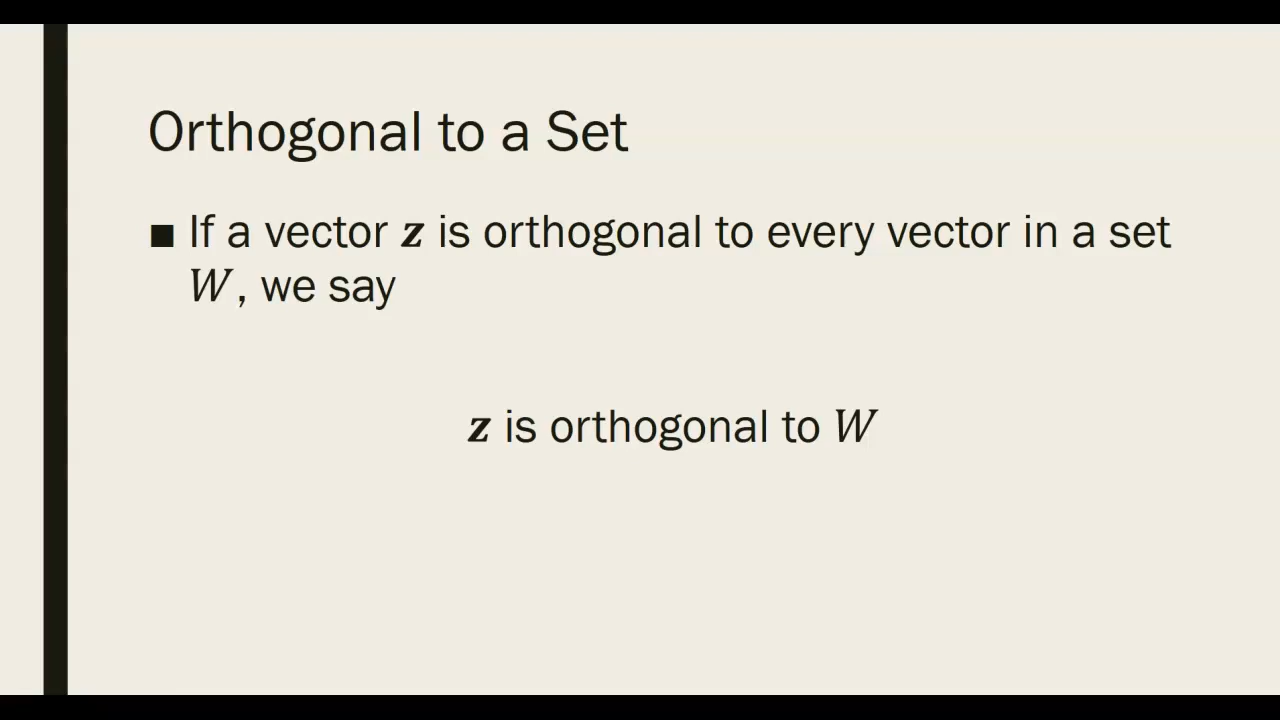 Orthogonal to a Set
■ If a vector z is orthogonal to every vector in a set
W, we say
z is orthogonal to W